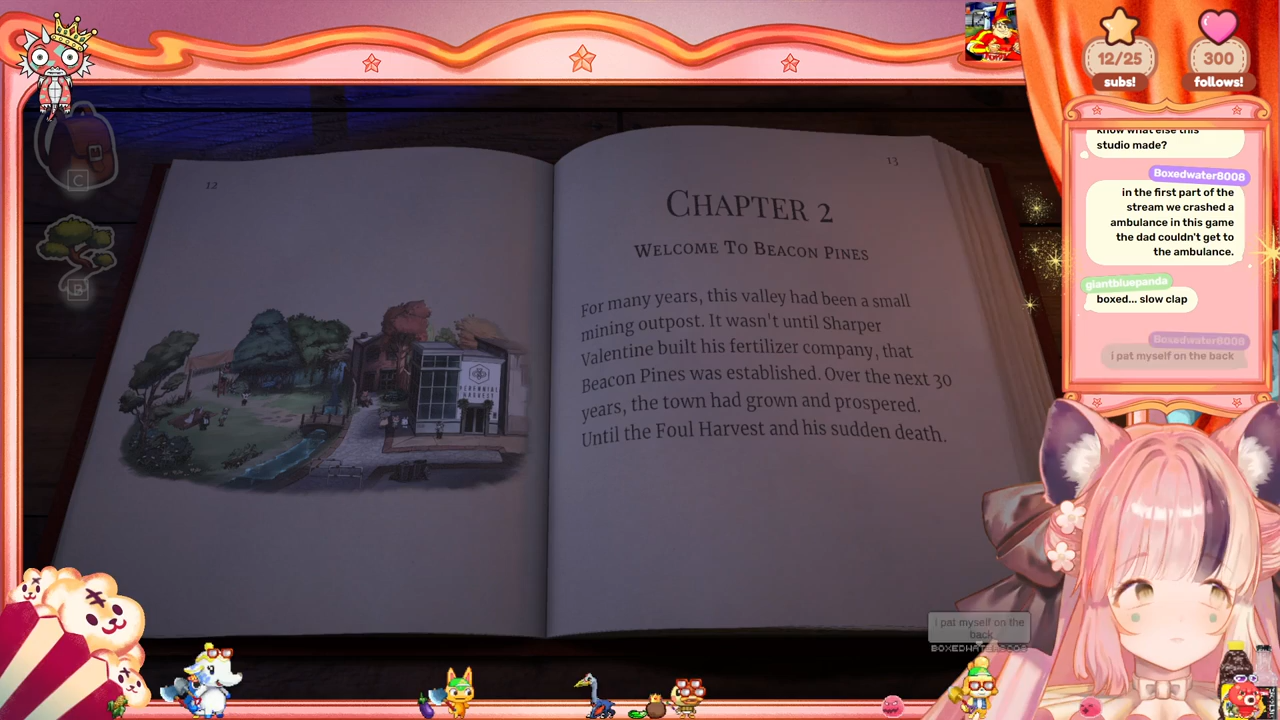 12/25
subs!
300
follows!
know what else this
studio made?
Boxedwater8008
in the first part of the
stream we crashed a
ambulance in this game
the dad couldn't get to
the ambulance.
giantbluepanda
boxed... slow clap
Boxedwater8008
i pat myself on the back
C
B
12
13
Chapter 2
Welcome To Beacon Pines
For many years, this valley had been a small
mining outpost. It wasn't until Sharper
Valentine built his fertilizer company, that
Beacon Pines was established. Over the next 30
years, the town had grown and prospered.
Until the Foul Harvest and his sudden death.
PERENNIAL
HARVEST
i pat myself on the
back
BOXEDWATER8008